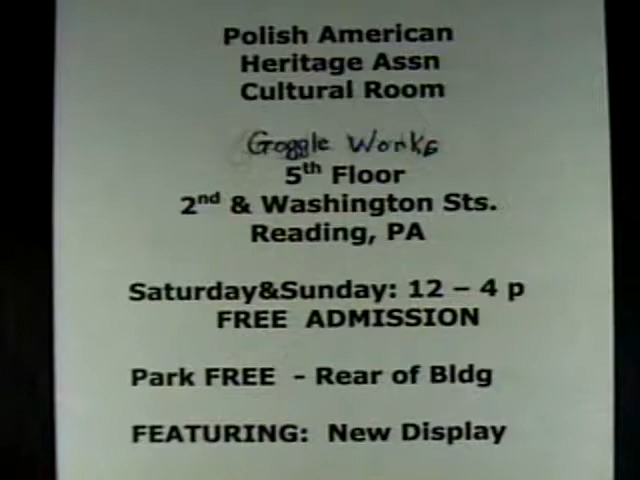 Polish American
Heritage Assn
Cultural Room
Goggle Works
5th Floor
2nd & Washington Sts.
Reading, PA
Saturday&Sunday: 12 – 4 p
FREE ADMISSION
Park FREE - Rear of Bldg
FEATURING: New Display